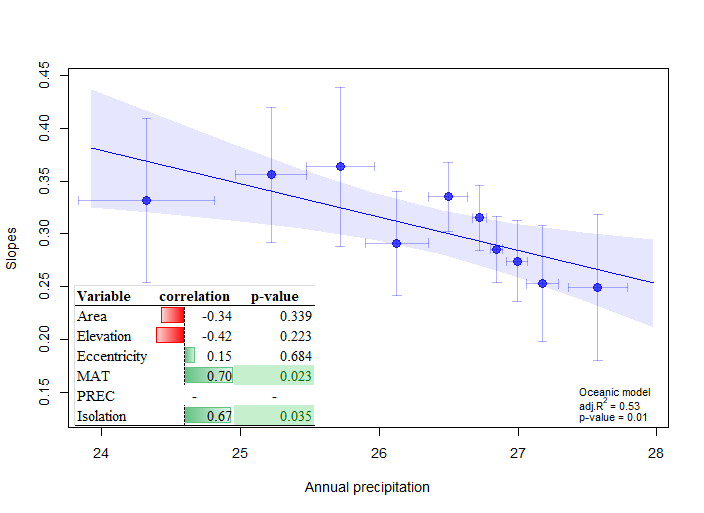 0.45
0.40
0.35
0.30
0.25
0.20
0.15
Slopes
Variable correlation p-value
Area -0.34 0.339
Elevation -0.42 0.223
Eccentricity 0.15 0.684
MAT 0.70 0.023
PREC - -
Isolation 0.67 0.035
Oceanic model
adj.R² = 0.53
p-value = 0.01
24 25 26 27 28
Annual precipitation